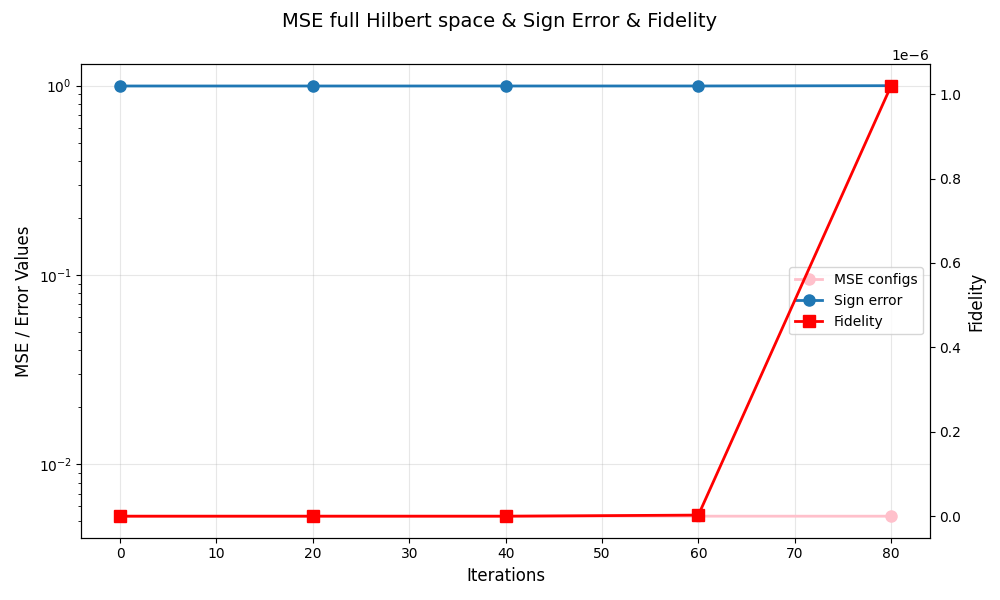 MSE full Hilbert space & Sign Error & Fidelity
1e−6
MSE / Error Values
10⁰
10⁻¹
10⁻²
1.0
0.8
0.6
0.4
0.2
0.0
Fidelity
MSE configs
Sign error
Fidelity
0 10 20 30 40 50 60 70 80
Iterations